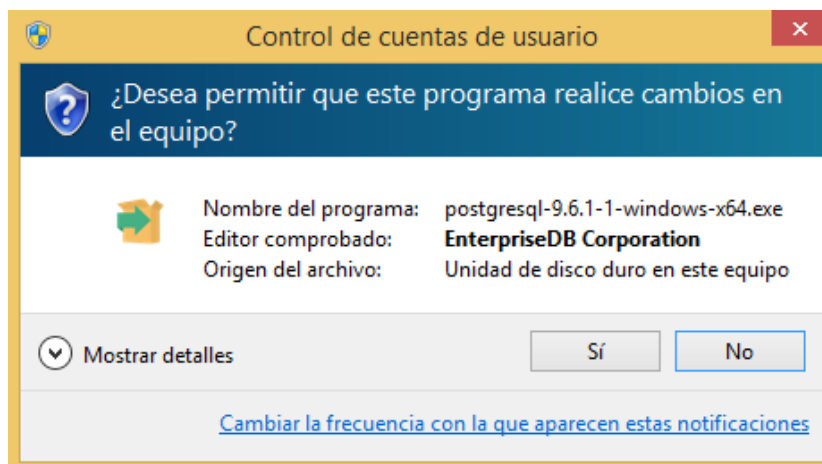 Control de cuentas de usuario
¿Desea permitir que este programa realice cambios en
el equipo?
Nombre del programa: postgresql-9.6.1-1-windows-x64.exe
Editor comprobado: EnterpriseDB Corporation
Origen del archivo: Unidad de disco duro en este equipo
Mostrar detalles Sí No
Cambiar la frecuencia con la que aparecen estas notificaciones